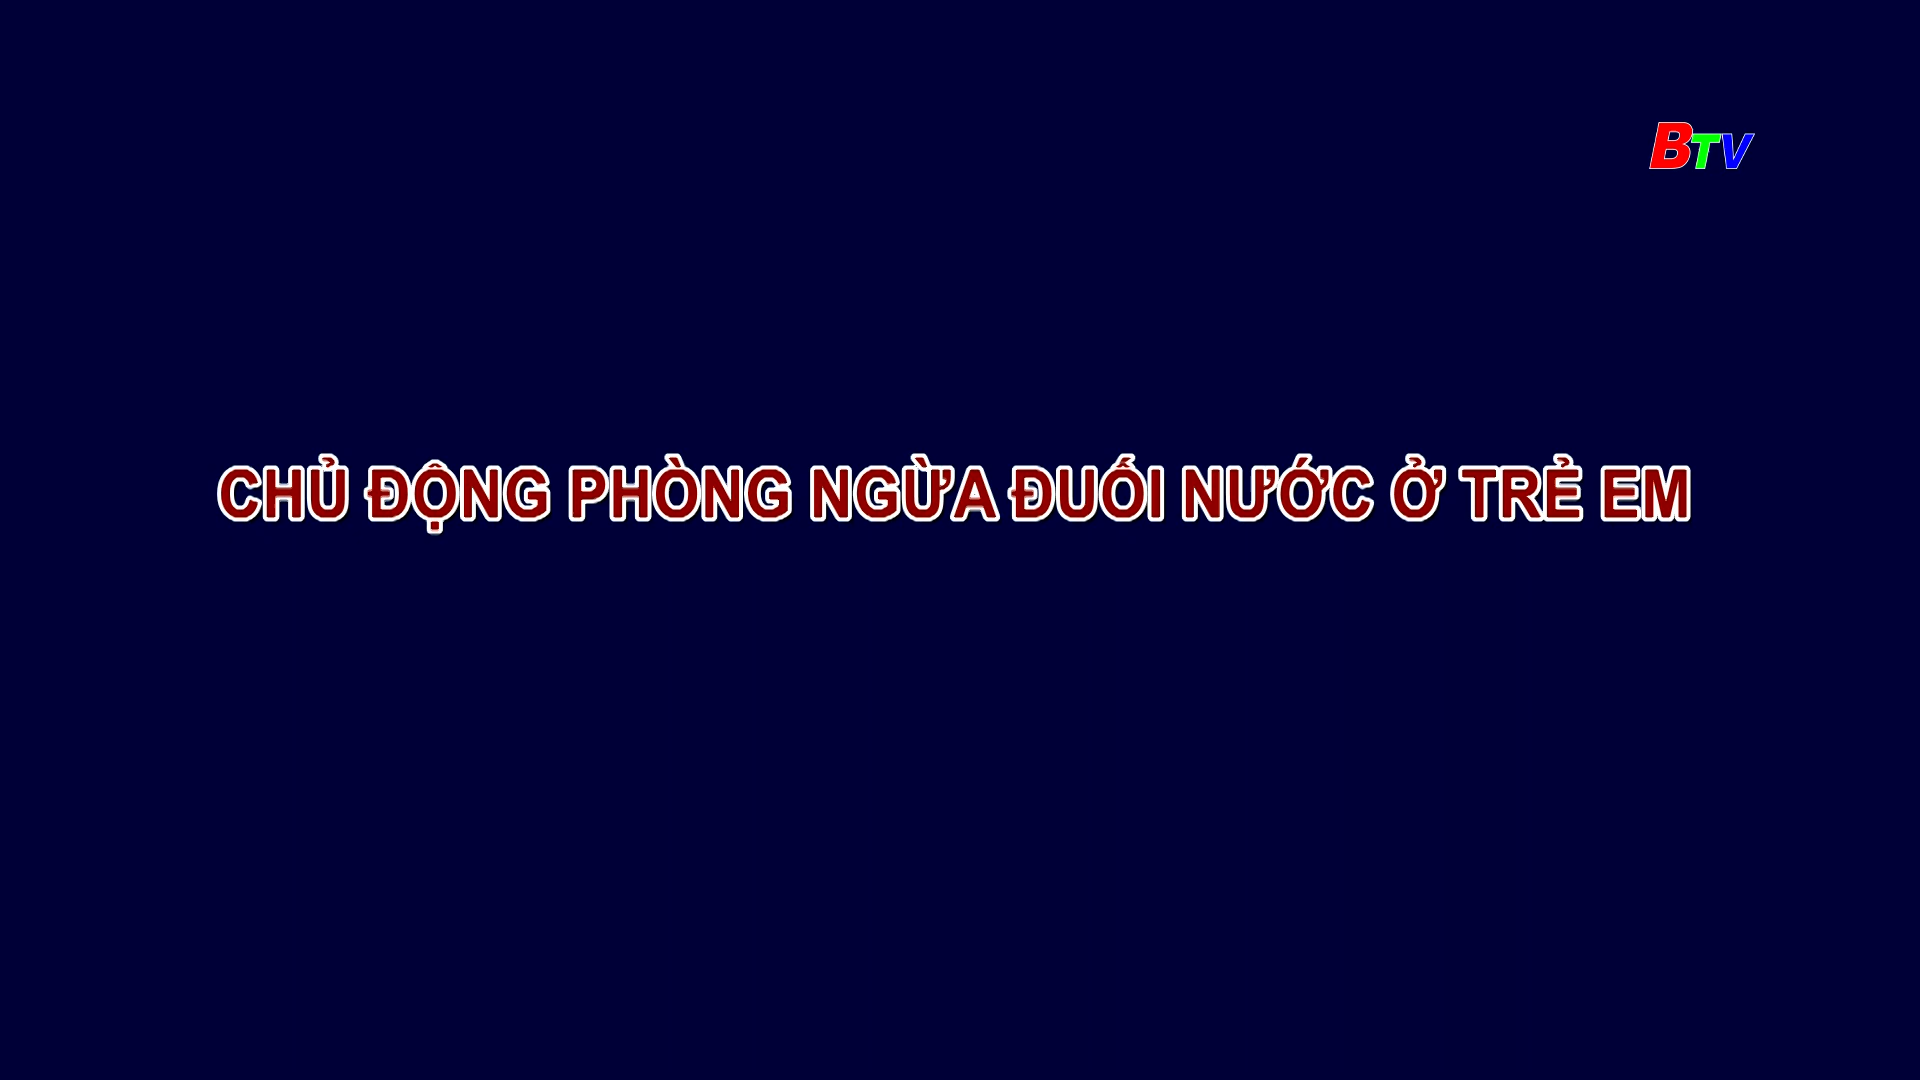 BTV
CHỦ ĐỘNG PHÒNG NGỪA ĐUỐI NƯỚC Ở TRẺ EM